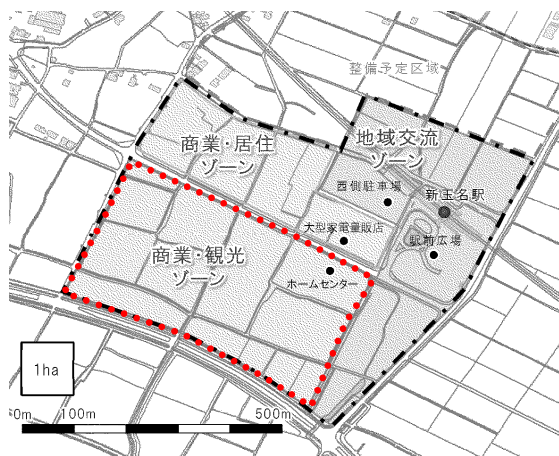 整備予定区域
商業・居住
ゾーン
地域交流
ゾーン
西側駐車場
新玉名駅
大型家電量販店
駅前広場
商業・観光
ゾーン
ホームセンター
1ha
0m 100m 500m